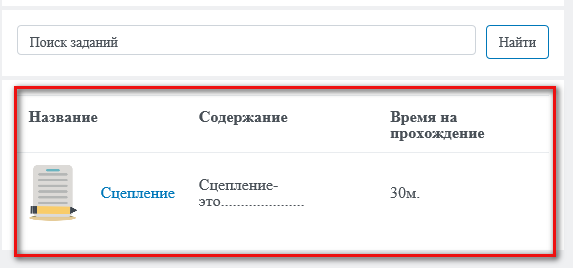 Поиск заданий
Найти
Название
Содержание
Время на
прохождение
Сцепление
Сцепление-
это.....................
30м.